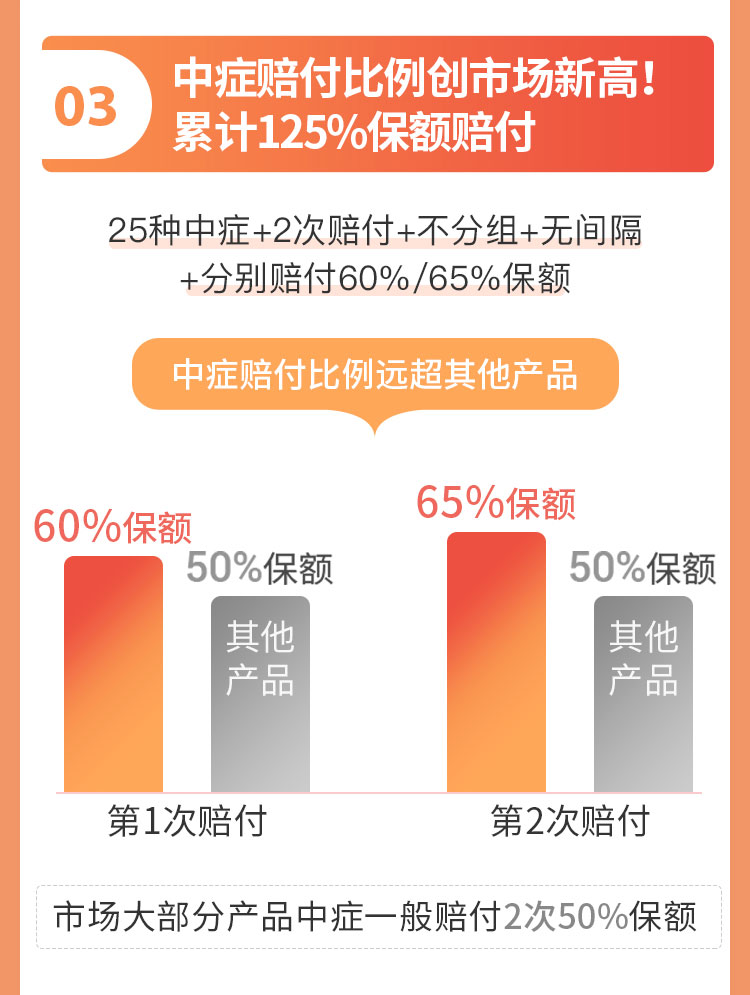 03
中症赔付比例创市场新高!
累计125%保额赔付
25种中症+2次赔付+不分组+无间隔
+分别赔付60%/65%保额
中症赔付比例远超其他产品
60%保额
50%保额
其他
产品
65%保额
50%保额
其他
产品
第1次赔付
第2次赔付
市场大部分产品中症一般赔付2次50%保额